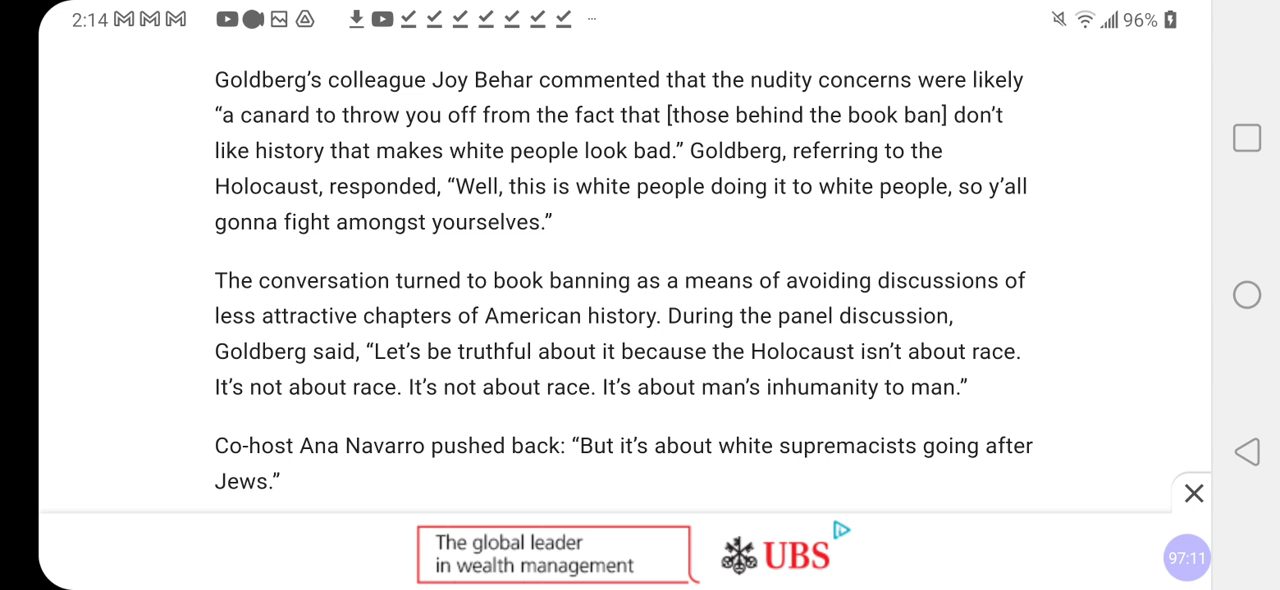 2:14
96%
Goldberg’s colleague Joy Behar commented that the nudity concerns were likely
“a canard to throw you off from the fact that [those behind the book ban] don’t
like history that makes white people look bad.” Goldberg, referring to the
Holocaust, responded, “Well, this is white people doing it to white people, so y’all
gonna fight amongst yourselves.”
The conversation turned to book banning as a means of avoiding discussions of
less attractive chapters of American history. During the panel discussion,
Goldberg said, “Let’s be truthful about it because the Holocaust isn’t about race.
It’s not about race. It’s not about race. It’s about man’s inhumanity to man.”
Co-host Ana Navarro pushed back: “But it’s about white supremacists going after
Jews.”
The global leader
in wealth management
UBS
97:11